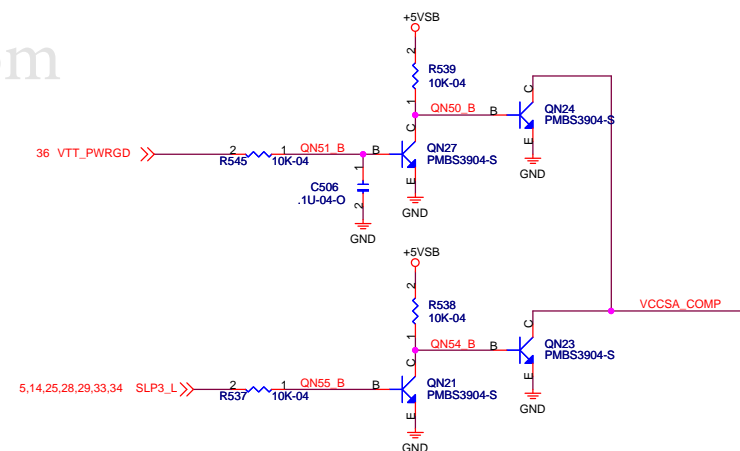 om
+5VSB
2
R539
10K-04
1
QN50_B
B
C
QN24
PMBS3904-S
E
GND
36 VTT_PWRGD
2
R545
1
10K-04
QN51_B
B
C
QN27
PMBS3904-S
E
GND
1
C506
.1U-04-O
2
GND
+5VSB
2
R538
10K-04
1
QN54_B
B
C
QN23
PMBS3904-S
E
GND
VCCSA_COMP
5,14,25,28,29,33,34 SLP3_L
2
R537
1
10K-04
QN55_B
B
C
QN21
PMBS3904-S
E
GND